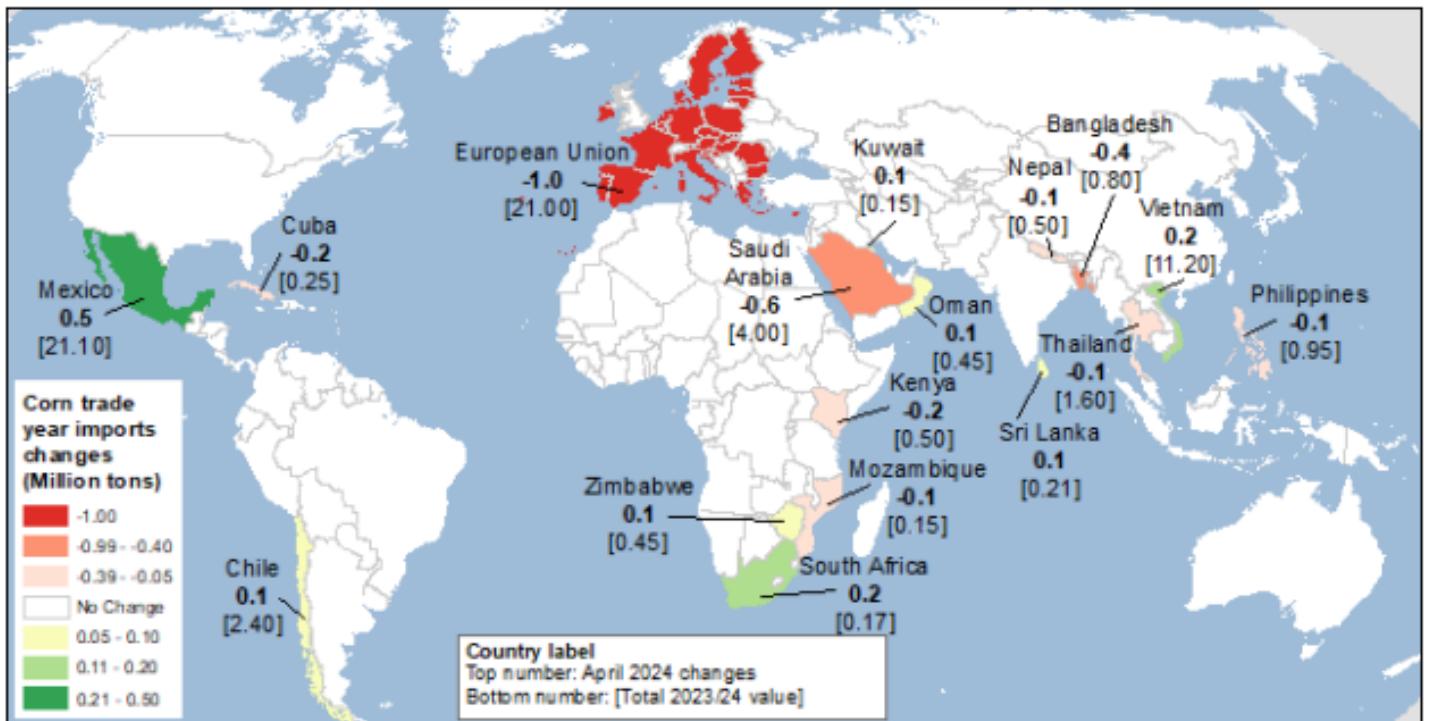 European Union
-1.0
[21.00]
Kuwait
0.1
[0.15]
Bangladesh
-0.4
[0.80]
Nepal
-0.1
[0.50]
Vietnam
0.2
[11.20]
Cuba
-0.2
[0.25]
Mexico
0.5
[21.10]
Saudi
Arabia
-0.6
[4.00]
Oman
0.1
[0.45]
Philippines
-0.1
[0.95]
Thailand
-0.1
[1.60]
Kenya
-0.2
[0.50]
Sri Lanka
0.1
[0.21]
Mozambique
-0.1
[0.15]
Zimbabwe
0.1
[0.45]
South Africa
0.2
[0.17]
Chile
0.1
[2.40]
Corn trade
year imports
changes
(Million tons)
-1.00
-0.99 - -0.40
-0.39 - -0.05
No Change
0.05 - 0.10
0.11 - 0.20
0.21 - 0.50
Country label
Top number: April 2024 changes
Bottom number: [Total 2023/24 value]